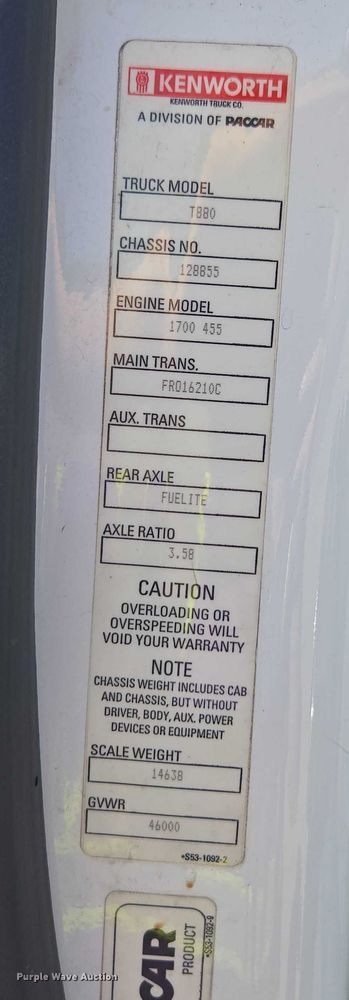 KENWORTH
KENWORTH TRUCK CO.
A DIVISION OF PACCAR
TRUCK MODEL
T880
CHASSIS NO.
128855
ENGINE MODEL
1700 455
MAIN TRANS.
FRO16210C
AUX. TRANS
REAR AXLE
FUELITE
AXLE RATIO
3.58
CAUTION
OVERLOADING OR
OVERSPEEDING WILL
VOID YOUR WARRANTY
NOTE
CHASSIS WEIGHT INCLUDES CAB
AND CHASSIS, BUT WITHOUT
DRIVER, BODY, AUX. POWER
DEVICES OR EQUIPMENT
SCALE WEIGHT
14638
GVWR
46000
*S53-1092-2
CAR
PRODUCT
*S53-1092-9
Purple Wave Auction